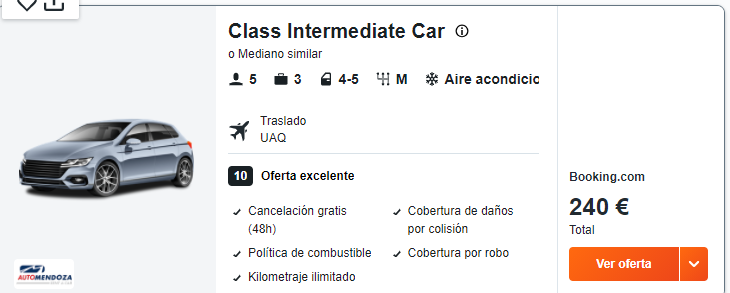 Class Intermediate Car
o Mediano similar
5 3 4-5 M Aire acondicio
Traslado
UAQ
10 Oferta excelente
Cancelación gratis
(48h)
Política de combustible
Kilometraje ilimitado
Cobertura de daños
por colisión
Cobertura por robo
AUTOMENDOZA
Booking.com
240 €
Total
Ver oferta